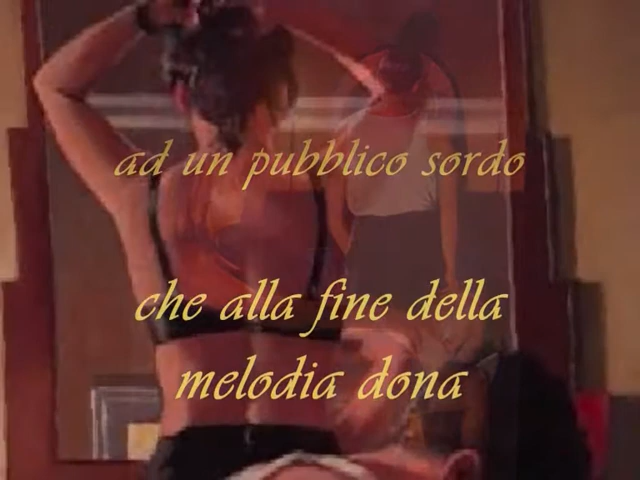 ad un pubblico sordo
che alla fine della
melodia dona